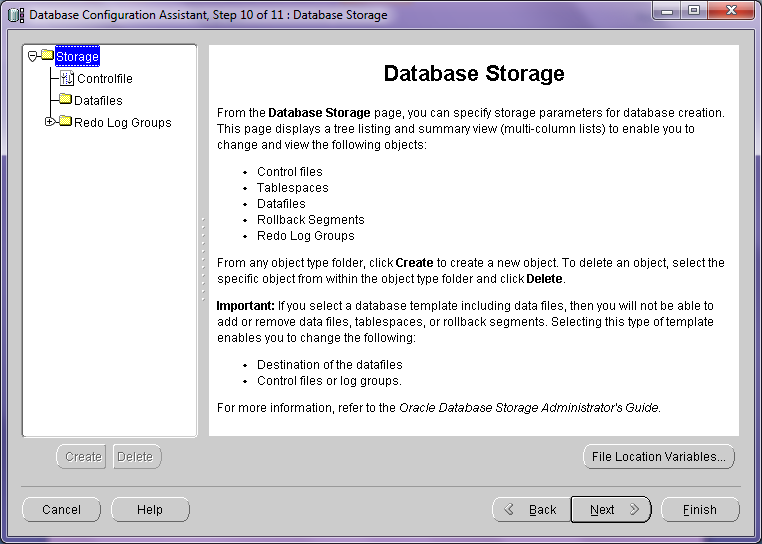 Database Configuration Assistant, Step 10 of 11 : Database Storage
Storage
Controlfile
Datafiles
Redo Log Groups
Database Storage
From the Database Storage page, you can specify storage parameters for database creation.
This page displays a tree listing and summary view (multi-column lists) to enable you to
change and view the following objects:
• Control files
• Tablespaces
• Datafiles
• Rollback Segments
• Redo Log Groups
From any object type folder, click Create to create a new object. To delete an object, select the
specific object from within the object type folder and click Delete.
Important: If you select a database template including data files, then you will not be able to
add or remove data files, tablespaces, or rollback segments. Selecting this type of template
enables you to change the following:
• Destination of the datafiles
• Control files or log groups.
For more information, refer to the Oracle Database Storage Administrator's Guide.
Create Delete
File Location Variables...
Cancel Help Back Next Finish